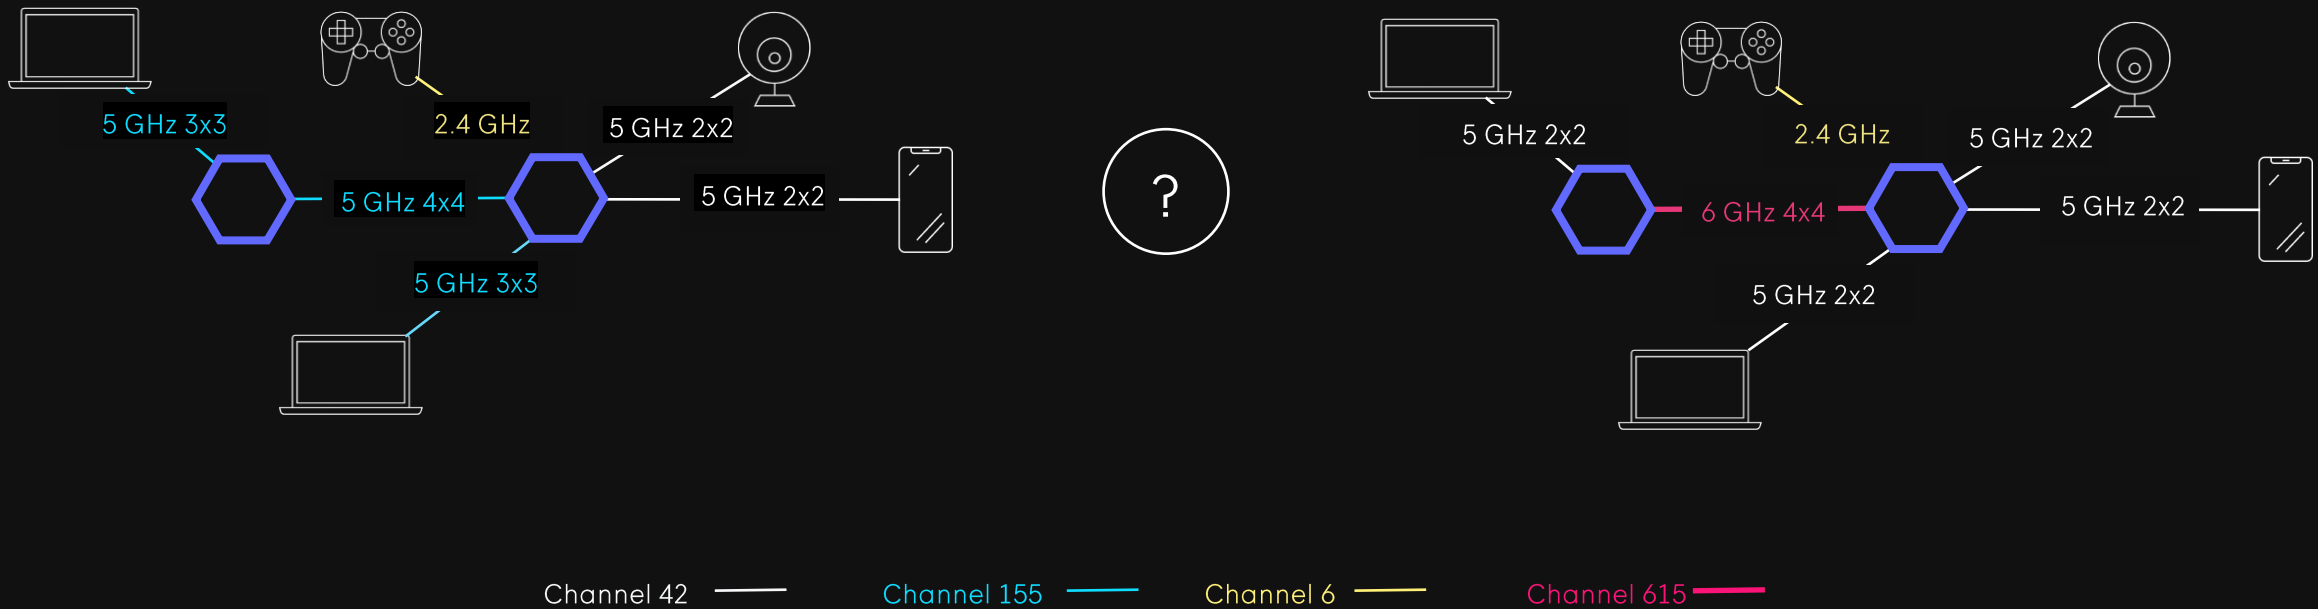 5 GHz 3x3
2.4 GHz
5 GHz 2x2
5 GHz 4x4
5 GHz 2x2
5 GHz 3x3
?
5 GHz 2x2
2.4 GHz
5 GHz 2x2
6 GHz 4x4
5 GHz 2x2
5 GHz 2x2
Channel 42
Channel 155
Channel 6
Channel 615